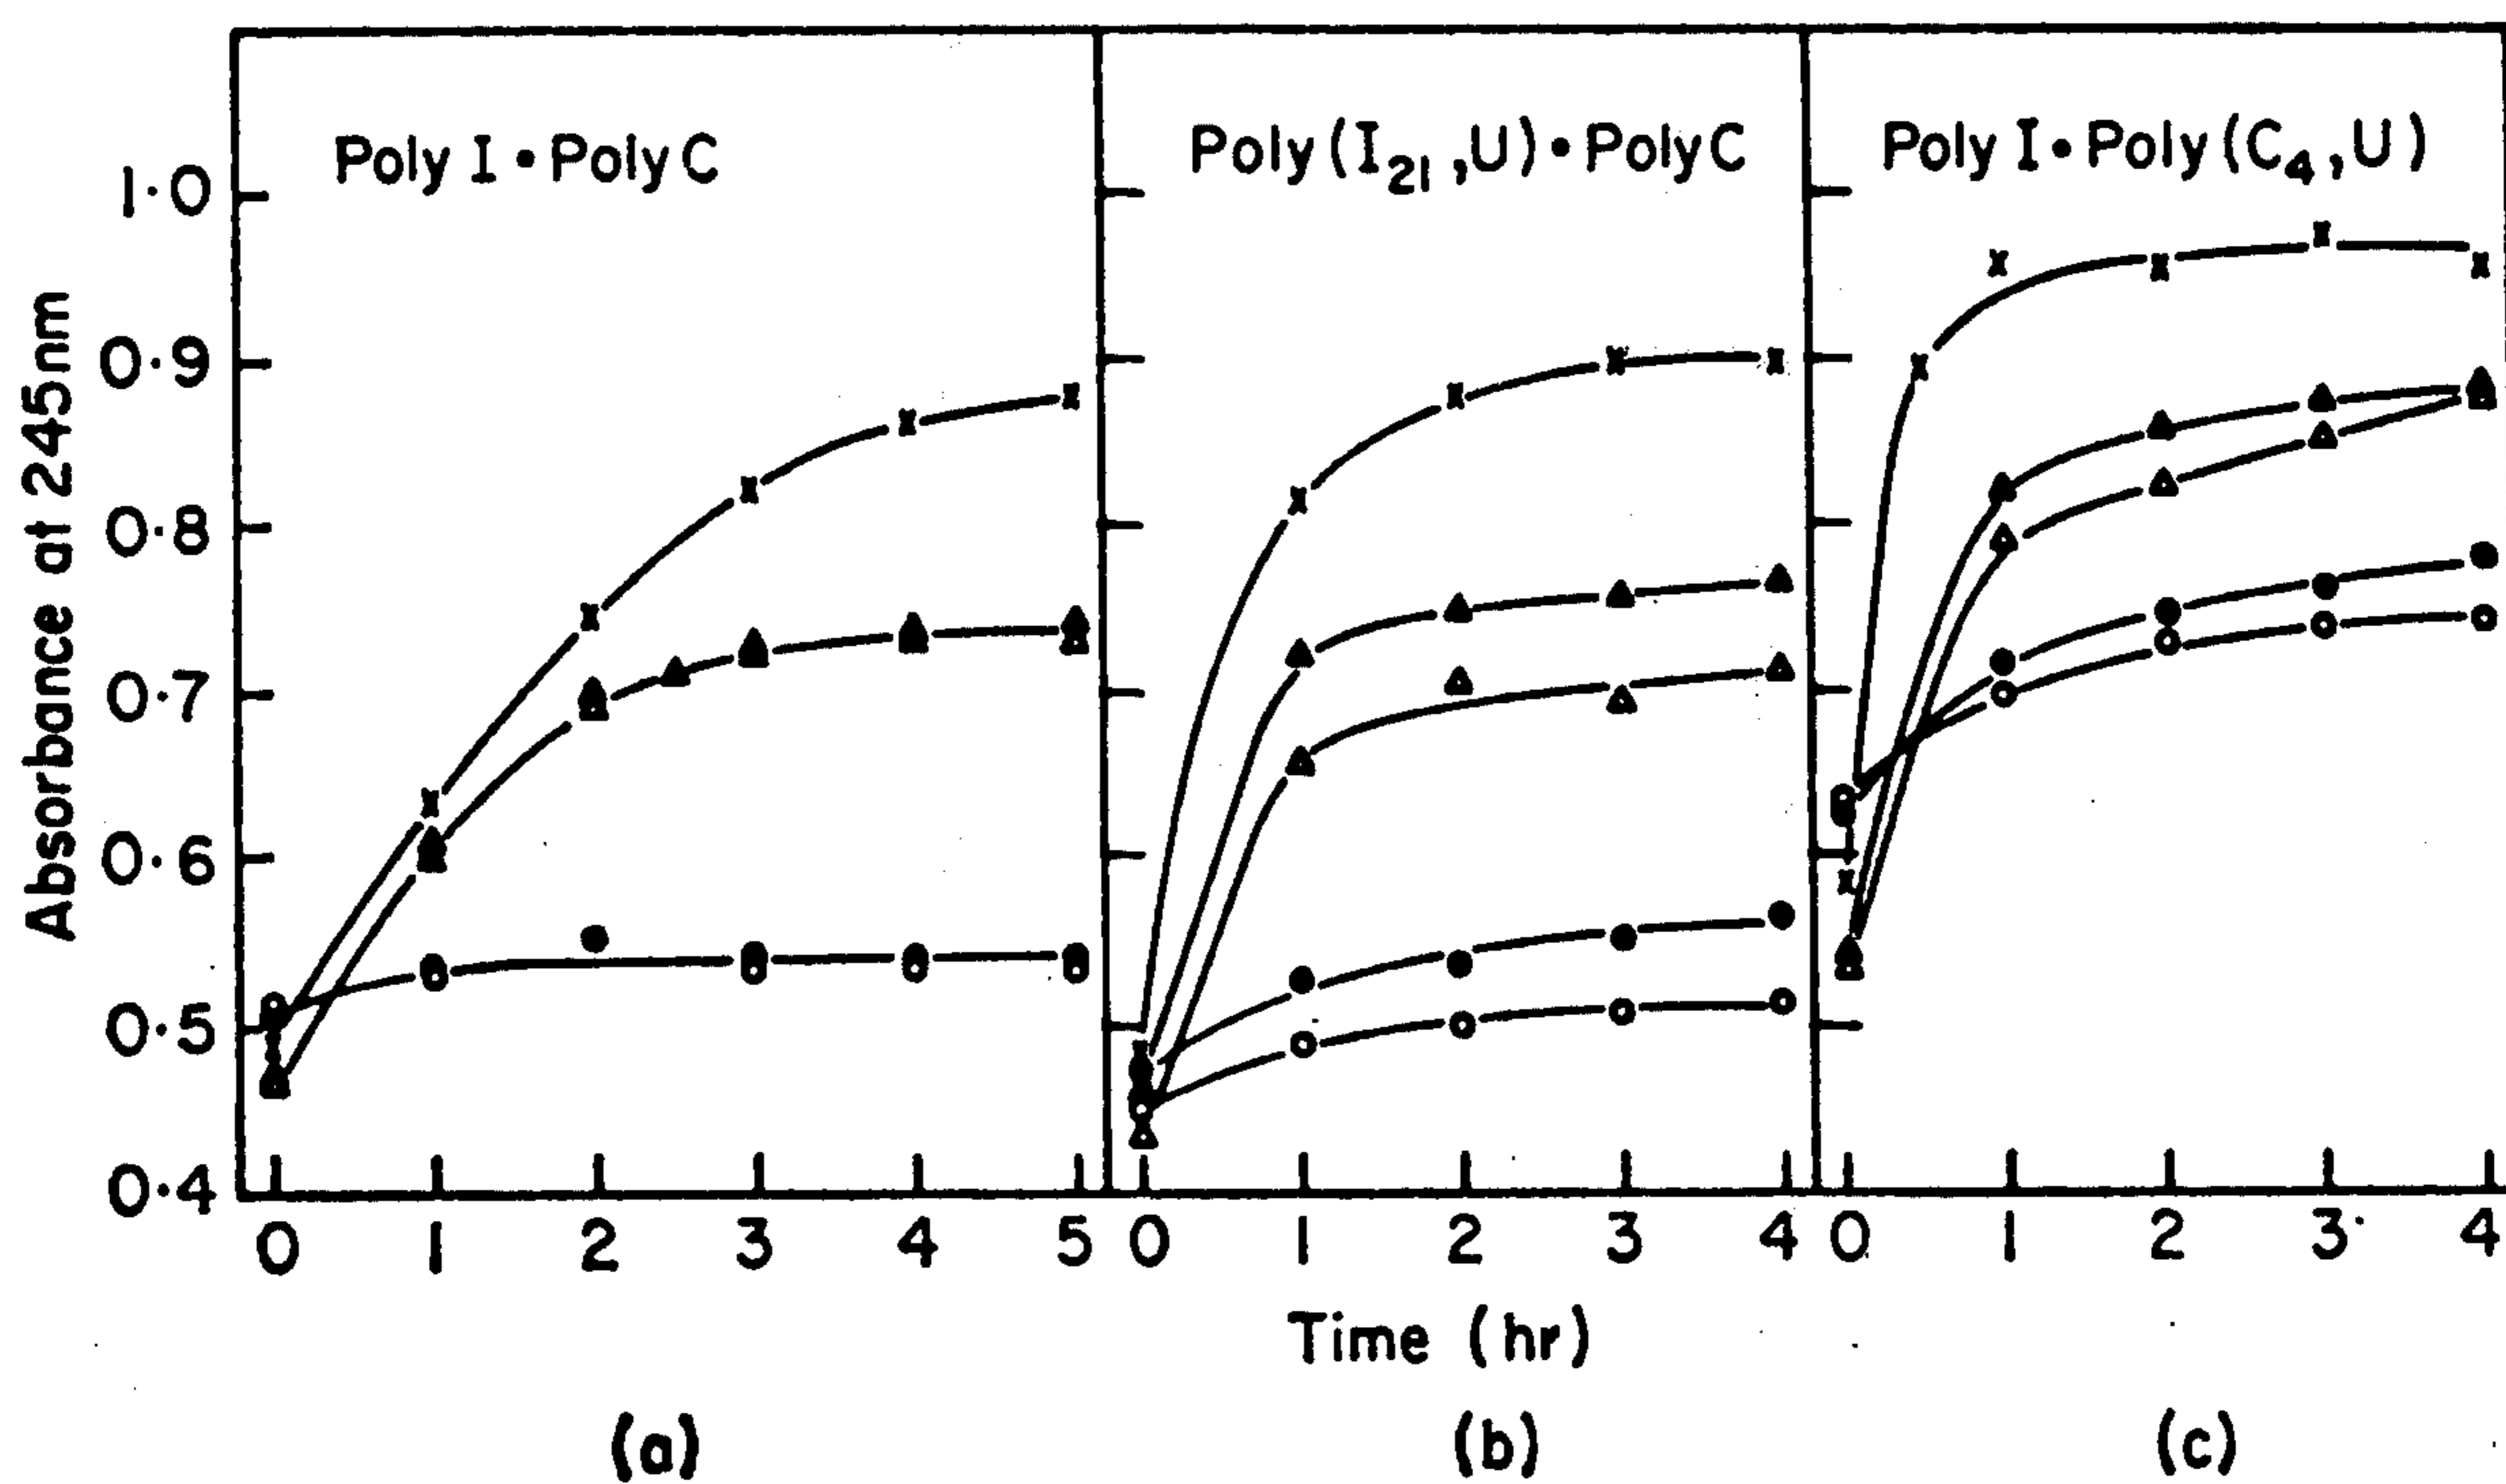 Poly I • Poly C
Poly (I₂₁, U) • Poly C
Poly I • Poly (C₄, U)
Absorbance at 245nm
1·0
0·9
0·8
0·7
0·6
0·5
0·4
0 1 2 3 4 5
0 1 2 3 4
0 1 2 3 4
Time (hr)
(a)
(b)
(c)